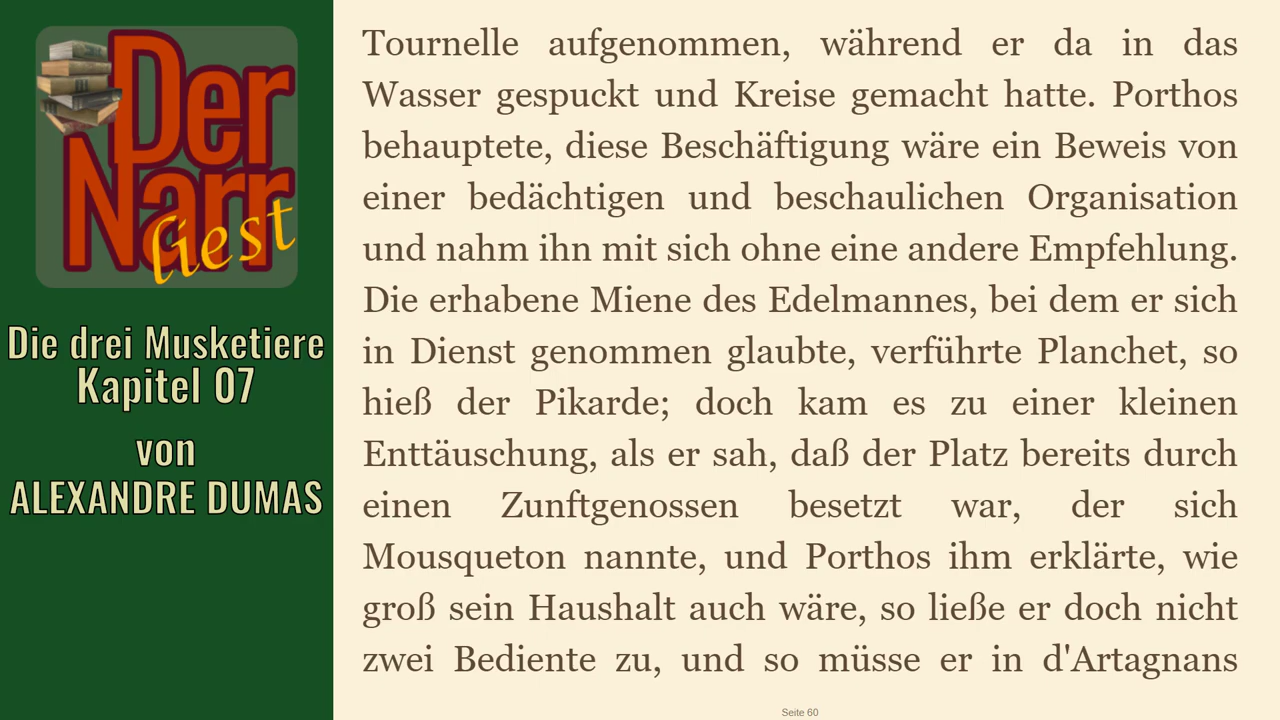 Der
Narr
liest
Die drei Musketiere
Kapitel 07
von
ALEXANDRE DUMAS
Tournelle aufgenommen, während er da in das
Wasser gespuckt und Kreise gemacht hatte. Porthos
behauptete, diese Beschäftigung wäre ein Beweis von
einer bedächtigen und beschaulichen Organisation
und nahm ihn mit sich ohne eine andere Empfehlung.
Die erhabene Miene des Edelmannes, bei dem er sich
in Dienst genommen glaubte, verführte Planchet, so
hieß der Pikarde; doch kam es zu einer kleinen
Enttäuschung, als er sah, daß der Platz bereits durch
einen Zunftgenossen besetzt war, der sich
Mousqueton nannte, und Porthos ihm erklärte, wie
groß sein Haushalt auch wäre, so ließe er doch nicht
zwei Bediente zu, und so müsse er in d'Artagnans
Seite 60